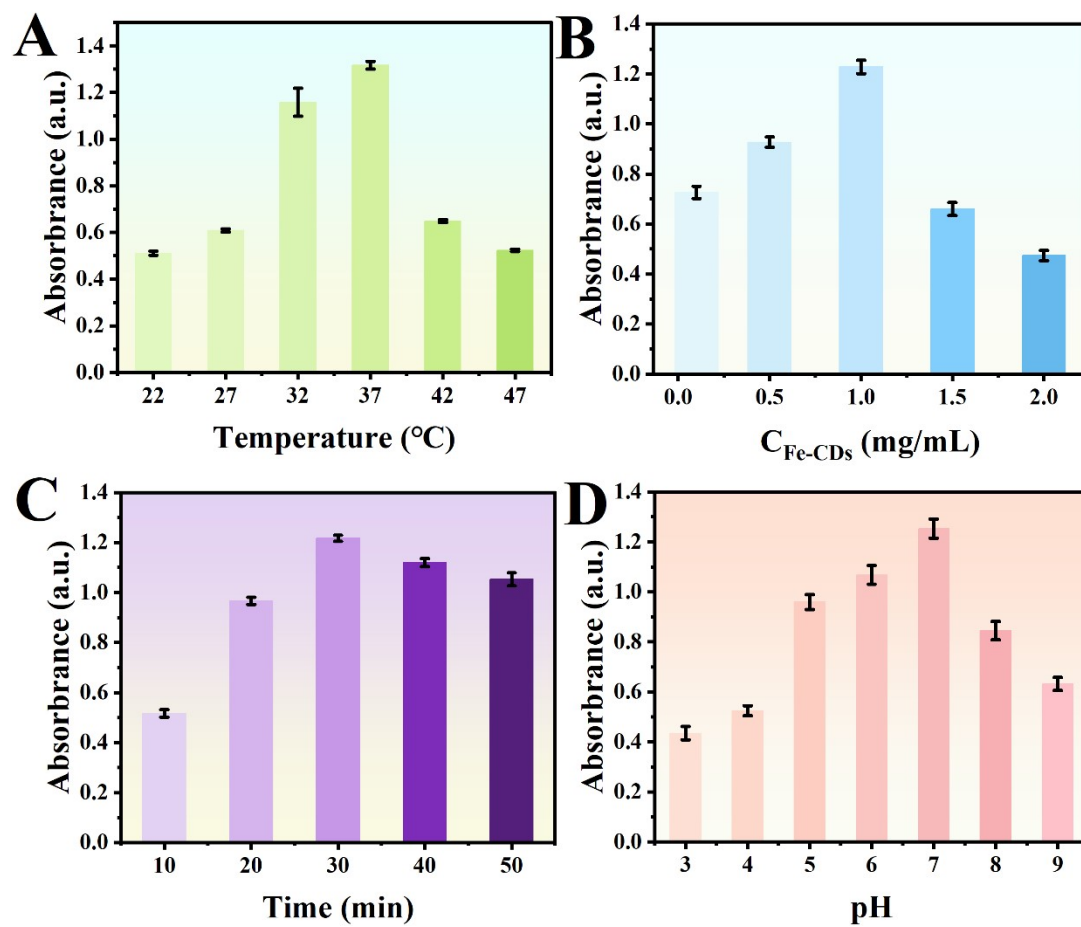 A
Absorbrance (a.u.)
1.4
1.2
1.0
0.8
0.6
0.4
0.2
0.0
22 27 32 37 42 47
Temperature (°C)
B
Absorbrance (a.u.)
1.4
1.2
1.0
0.8
0.6
0.4
0.2
0.0
0.0 0.5 1.0 1.5 2.0
C_Fe-CDs (mg/mL)
C
Absorbrance (a.u.)
1.4
1.2
1.0
0.8
0.6
0.4
0.2
0.0
10 20 30 40 50
Time (min)
D
Absorbrance (a.u.)
1.4
1.2
1.0
0.8
0.6
0.4
0.2
0.0
3 4 5 6 7 8 9
pH